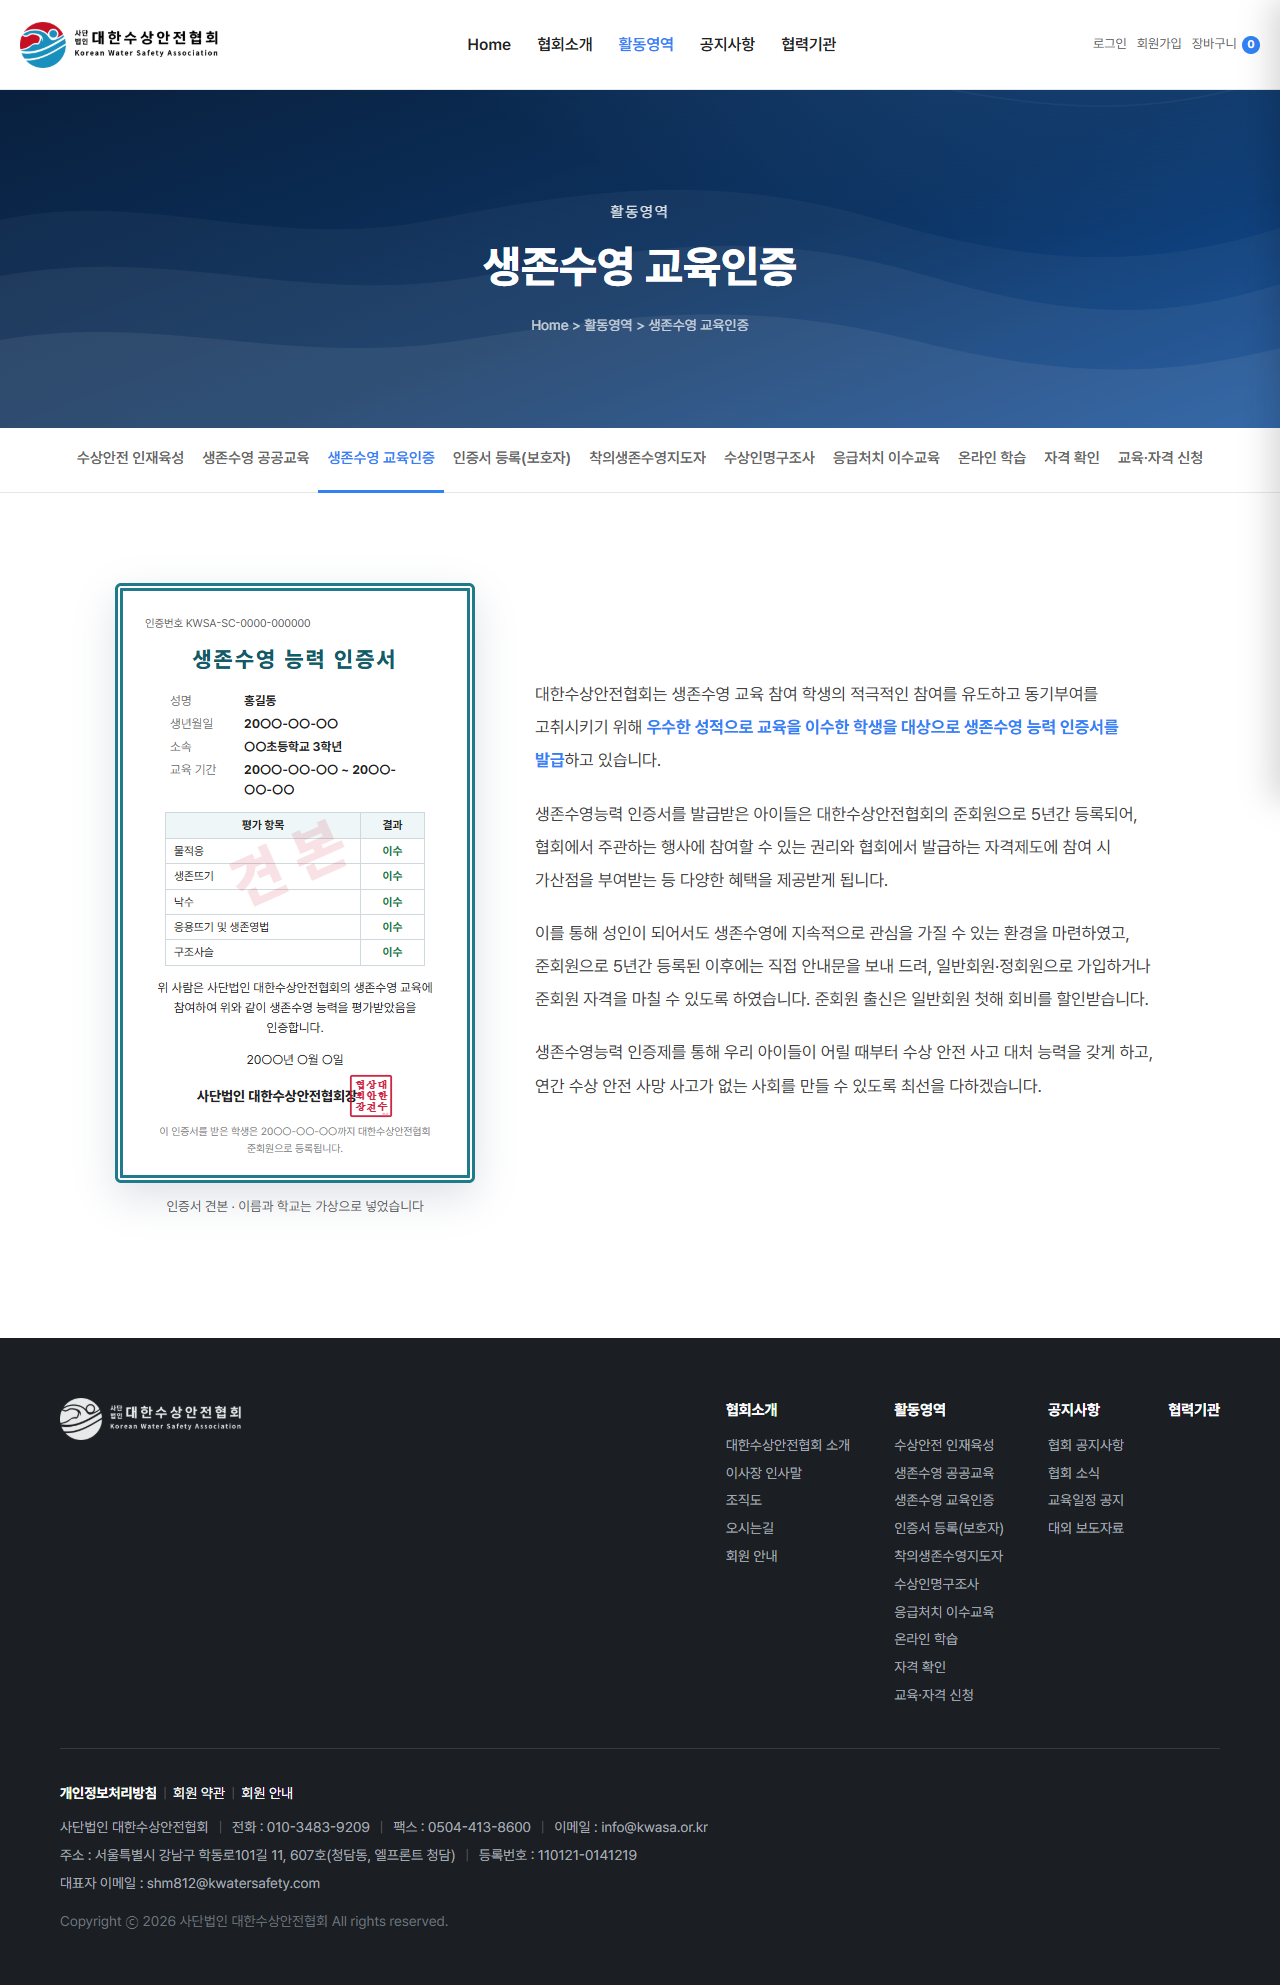 사단
법인 대한수상안전협회
Korean Water Safety Association
Home 협회소개 활동영역 공지사항 협력기관
로그인 회원가입 장바구니 0
활동영역
생존수영 교육인증
Home > 활동영역 > 생존수영 교육인증
수상안전 인재육성 생존수영 공공교육 생존수영 교육인증 인증서 등록(보호자) 착의생존수영지도자 수상인명구조사 응급처치 이수교육 온라인 학습 자격 확인 교육·자격 신청
인증번호 KWSA-SC-0000-000000
생존수영 능력 인증서
성명 홍길동
생년월일 20○○-○○-○○
소속 ○○초등학교 3학년
교육 기간 20○○-○○-○○ ~ 20○○-
○○-○○
평가 항목 결과
물적응 이수
생존뜨기 이수
낙수 이수
응용뜨기 및 생존영법 이수
구조사슬 이수
견 본
위 사람은 사단법인 대한수상안전협회의 생존수영 교육에
참여하여 위와 같이 생존수영 능력을 평가받았음을
인증합니다.
20○○년 ○월 ○일
사단법인 대한수상안전협회장
대한수
상안전
협회장
이 인증서를 받은 학생은 20○○-○○-○○까지 대한수상안전협회
준회원으로 등록됩니다.
인증서 견본 · 이름과 학교는 가상으로 넣었습니다
대한수상안전협회는 생존수영 교육 참여 학생의 적극적인 참여를 유도하고 동기부여를
고취시키기 위해 우수한 성적으로 교육을 이수한 학생을 대상으로 생존수영 능력 인증서를
발급하고 있습니다.
생존수영능력 인증서를 발급받은 아이들은 대한수상안전협회의 준회원으로 5년간 등록되어,
협회에서 주관하는 행사에 참여할 수 있는 권리와 협회에서 발급하는 자격제도에 참여 시
가산점을 부여받는 등 다양한 혜택을 제공받게 됩니다.
이를 통해 성인이 되어서도 생존수영에 지속적으로 관심을 가질 수 있는 환경을 마련하였고,
준회원으로 5년간 등록된 이후에는 직접 안내문을 보내 드려, 일반회원·정회원으로 가입하거나
준회원 자격을 마칠 수 있도록 하였습니다. 준회원 출신은 일반회원 첫해 회비를 할인받습니다.
생존수영능력 인증제를 통해 우리 아이들이 어릴 때부터 수상 안전 사고 대처 능력을 갖게 하고,
연간 수상 안전 사망 사고가 없는 사회를 만들 수 있도록 최선을 다하겠습니다.
사단
법인 대한수상안전협회
Korean Water Safety Association
협회소개
대한수상안전협회 소개
이사장 인사말
조직도
오시는길
회원 안내
활동영역
수상안전 인재육성
생존수영 공공교육
생존수영 교육인증
인증서 등록(보호자)
착의생존수영지도자
수상인명구조사
응급처치 이수교육
온라인 학습
자격 확인
교육·자격 신청
공지사항
협회 공지사항
협회 소식
교육일정 공지
대외 보도자료
협력기관
개인정보처리방침 | 회원 약관 | 회원 안내
사단법인 대한수상안전협회 | 전화 : 010-3483-9209 | 팩스 : 0504-413-8600 | 이메일 : info@kwasa.or.kr
주소 : 서울특별시 강남구 학동로101길 11, 607호(청담동, 엘프론트 청담) | 등록번호 : 110121-0141219
대표자 이메일 : shm812@kwatersafety.com
Copyright ⓒ 2026 사단법인 대한수상안전협회 All rights reserved.